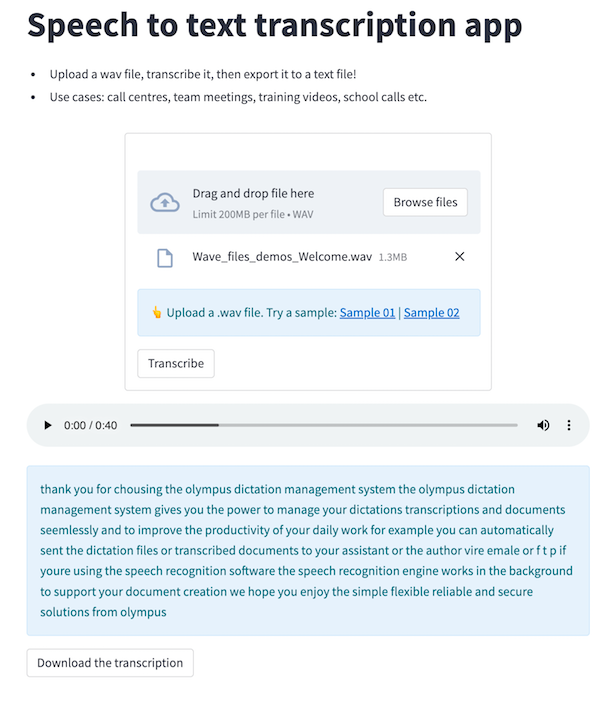 Speech to text transcription app
• Upload a wav file, transcribe it, then export it to a text file!
• Use cases: call centres, team meetings, training videos, school calls etc.
Drag and drop file here
Limit 200MB per file • WAV
Browse files
Wave_files_demos_Welcome.wav 1.3MB
👆 Upload a .wav file. Try a sample: Sample 01 | Sample 02
Transcribe
0:00 / 0:40
thank you for chousing the olympus dictation management system the olympus dictation
management system gives you the power to manage your dictations transcriptions and documents
seemlessly and to improve the productivity of your daily work for example you can automatically
sent the dictation files or transcribed documents to your assistant or the author vire emale or f t p if
youre using the speech recognition software the speech recognition engine works in the background
to support your document creation we hope you enjoy the simple flexible reliable and secure
solutions from olympus
Download the transcription